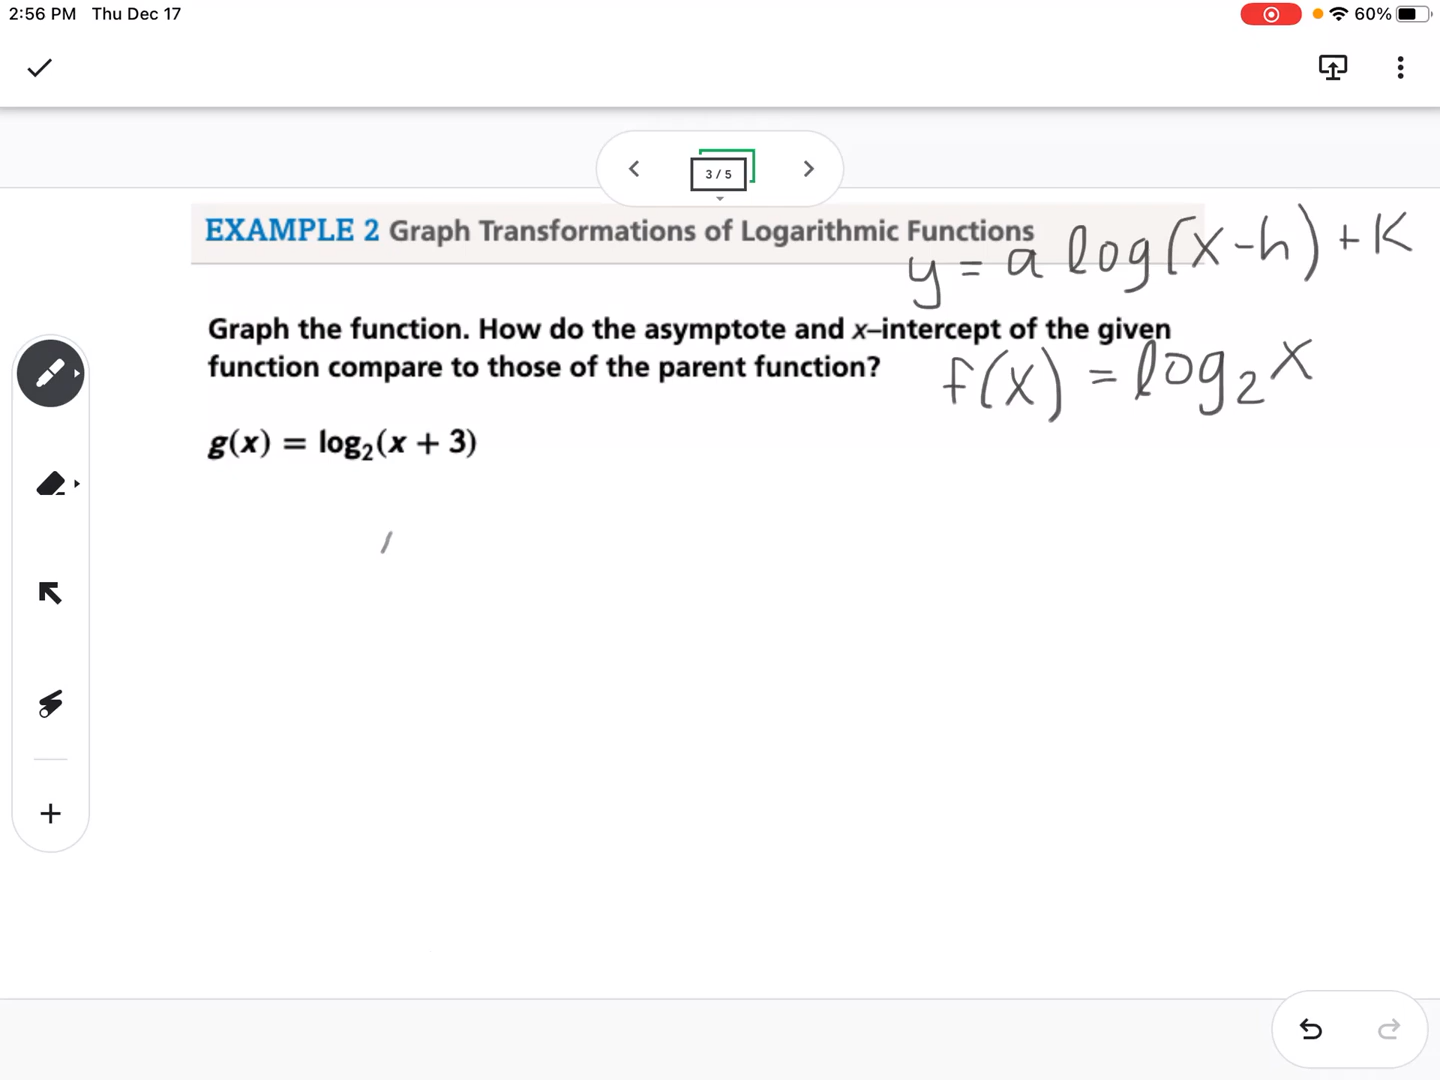 2:56 PM Thu Dec 17
60%
3 / 5
EXAMPLE 2 Graph Transformations of Logarithmic Functions
y = a log(x-h) + K
Graph the function. How do the asymptote and x–intercept of the given
function compare to those of the parent function?
f(x) = log₂x
g(x) = log₂(x + 3)